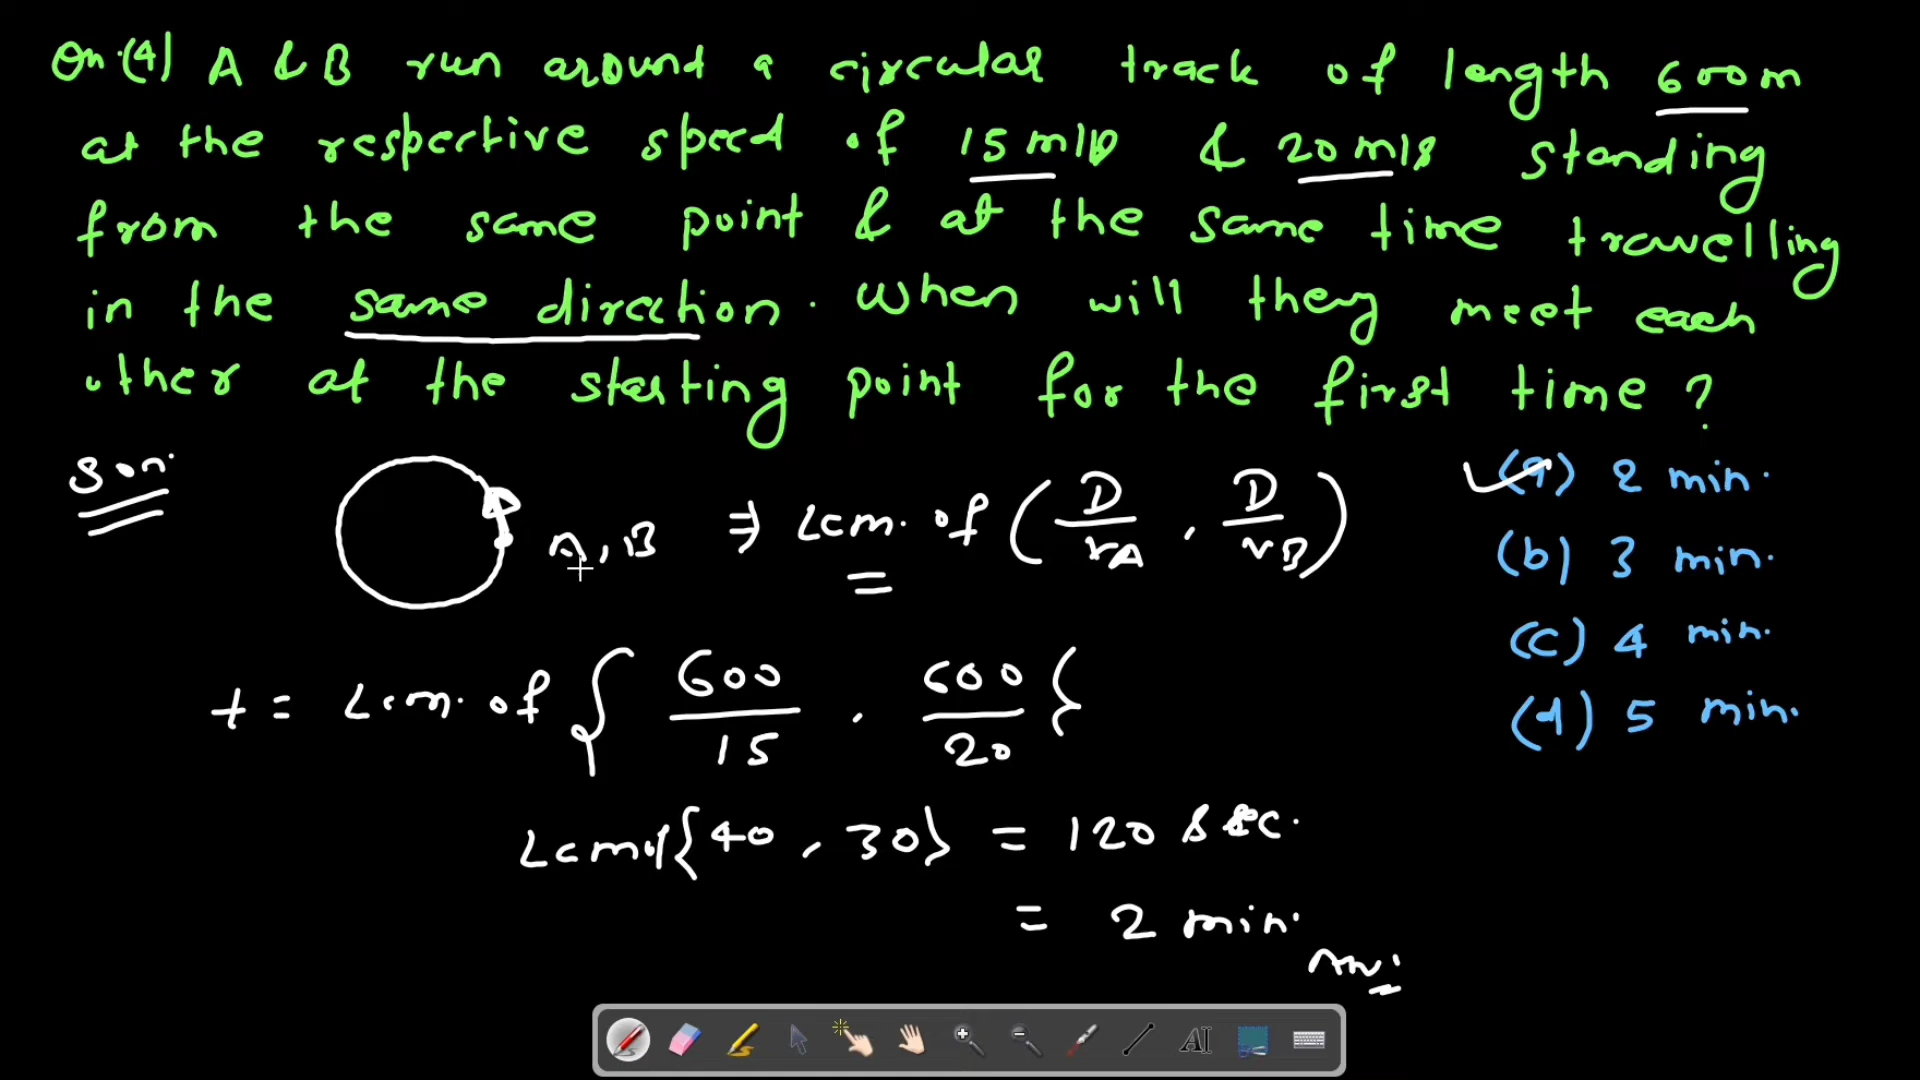 Qn.(4) A & B run around a circular track of length 600m
at the respective speed of 15 m/s & 20 m/s standing
from the same point & at the same time travelling
in the same direction. When will they meet each
other at the starting point for the first time?
Son.
A, B ⇒ Lcm. of (D/vA, D/vB)
(a) 2 min.
(b) 3 min.
(c) 4 min.
(d) 5 min.
t = Lcm. of {600/15, 600/20}
Lcm of {40, 30} = 120 sec.
= 2 min.
Ans:
AI